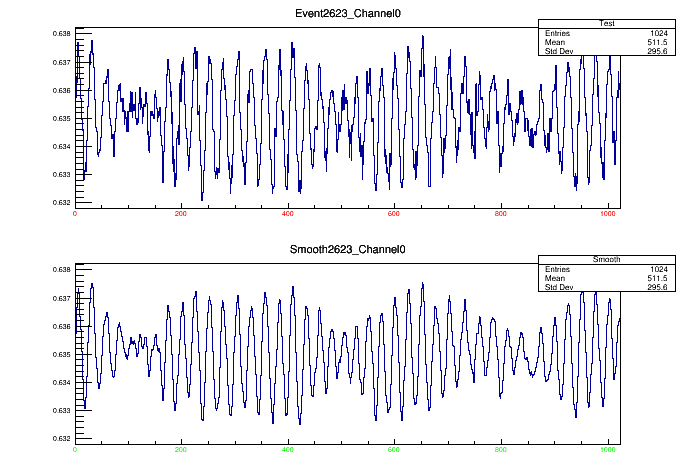 Event2623_Channel0
Test
Entries 1024
Mean 511.5
Std Dev 295.6
0.638
0.637
0.636
0.635
0.634
0.633
0.632
0 200 400 600 800 1000
Smooth2623_Channel0
Smooth
Entries 1024
Mean 511.5
Std Dev 295.6
0.638
0.637
0.636
0.635
0.634
0.633
0.632
0 200 400 600 800 1000